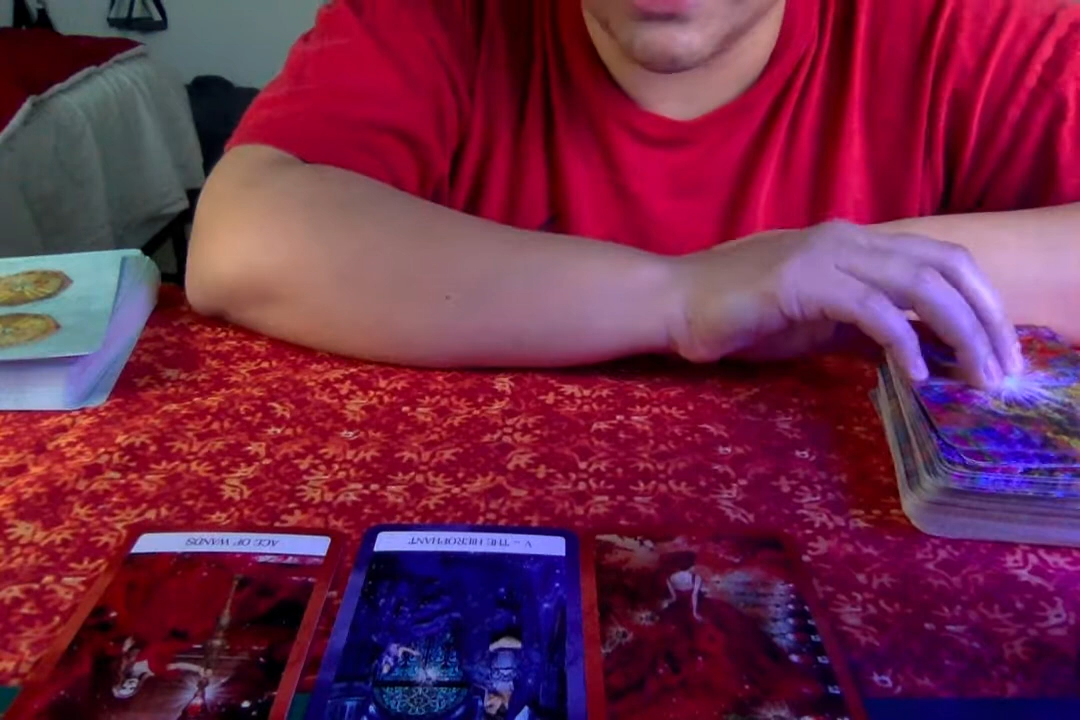 ACE OF WANDS
V – THE HIEROPHANT